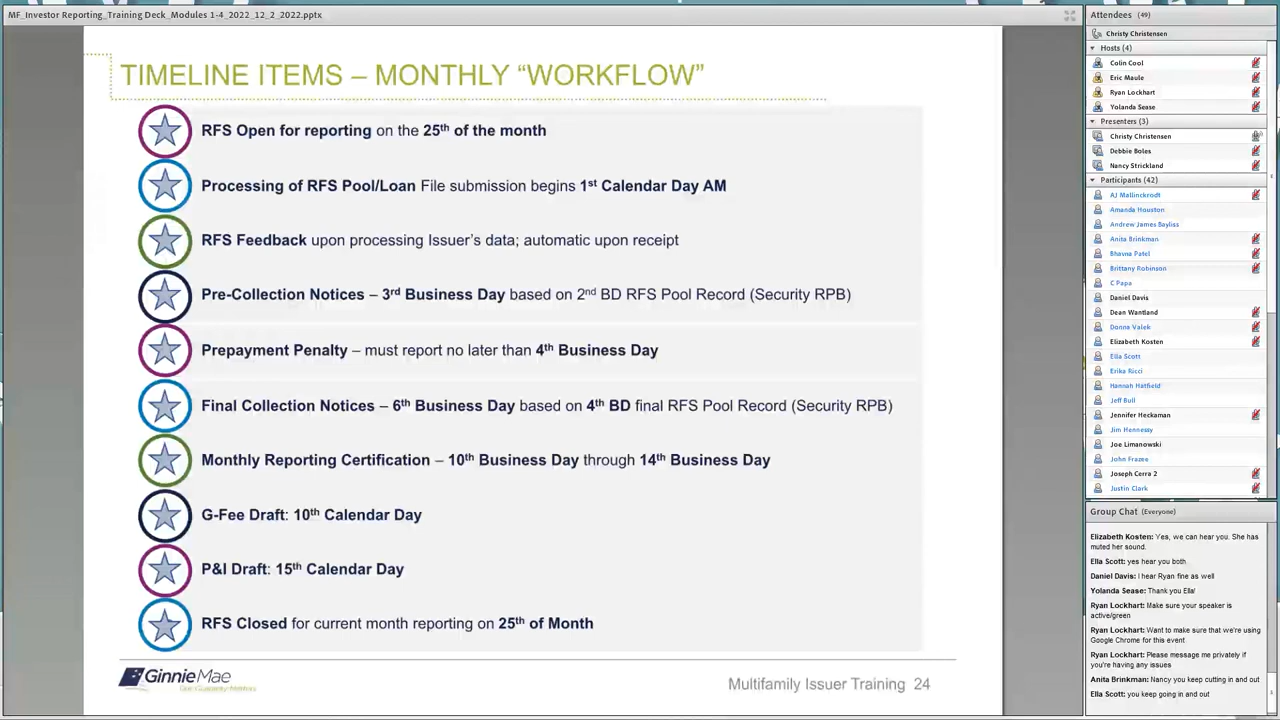 MF_Investor Reporting_Training Deck_Modules 1-4_2022_12_2_2022.pptx
TIMELINE ITEMS – MONTHLY “WORKFLOW”
RFS Open for reporting on the 25th of the month
Processing of RFS Pool/Loan File submission begins 1st Calendar Day AM
RFS Feedback upon processing Issuer's data; automatic upon receipt
Pre-Collection Notices – 3rd Business Day based on 2nd BD RFS Pool Record (Security RPB)
Prepayment Penalty – must report no later than 4th Business Day
Final Collection Notices – 6th Business Day based on 4th BD final RFS Pool Record (Security RPB)
Monthly Reporting Certification – 10th Business Day through 14th Business Day
G-Fee Draft: 10th Calendar Day
P&I Draft: 15th Calendar Day
RFS Closed for current month reporting on 25th of Month
GinnieMae
Our Guaranty Matters
Multifamily Issuer Training 24
Attendees (49)
Christy Christensen
Hosts (4)
Colin Cool
Eric Maule
Ryan Lockhart
Yolanda Sease
Presenters (3)
Christy Christensen
Debbie Boles
Nancy Strickland
Participants (42)
AJ Mallinckrodt
Amanda Houston
Andrew James Bayliss
Anita Brinkman
Bhavna Patel
Brittany Robinson
C Papa
Daniel Davis
Dean Wantland
Donna Valek
Elizabeth Kosten
Ella Scott
Erika Ricci
Hannah Hatfield
Jeff Bull
Jennifer Heckaman
Jim Hennessy
Joe Limanowski
John Frazee
Joseph Cerra 2
Justin Clark
Group Chat (Everyone)
Elizabeth Kosten: Yes, we can hear you. She has
muted her sound.
Ella Scott: yes hear you both
Daniel Davis: I hear Ryan fine as well
Yolanda Sease: Thank you Ella!
Ryan Lockhart: Make sure your speaker is
active/green
Ryan Lockhart: Want to make sure that we're using
Google Chrome for this event
Ryan Lockhart: Please message me privately if
you're having any issues
Anita Brinkman: Nancy you keep cutting in and out
Ella Scott: you keep going in and out